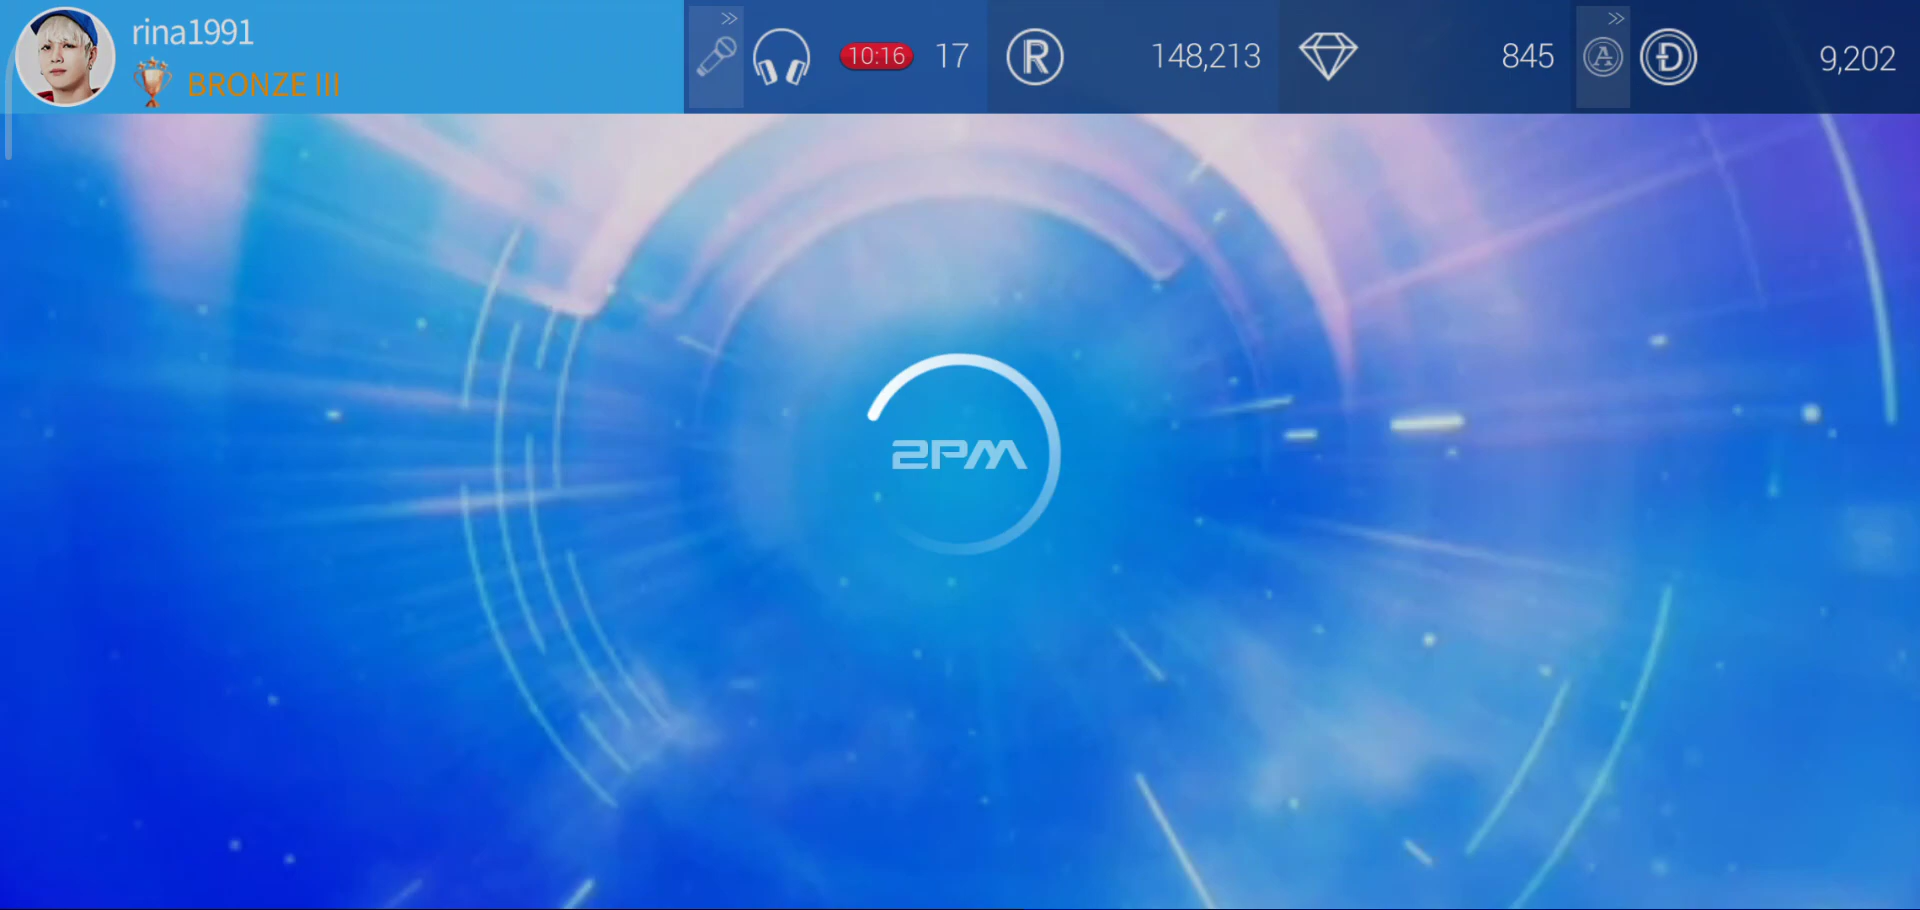 rina1991
BRONZE III
10:16
17
R
148,213
845
A
D
9,202
2PM